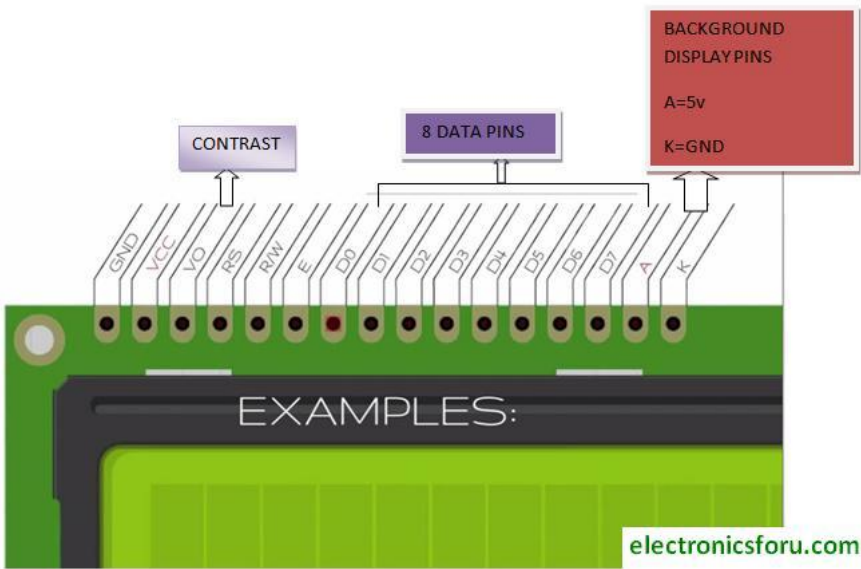 BACKGROUND
DISPLAY PINS
A=5v
K=GND
8 DATA PINS
CONTRAST
GND
VCC
VO
RS
R/W
E
D0
D1
D2
D3
D4
D5
D6
D7
A
K
EXAMPLES:
electronicsforu.com